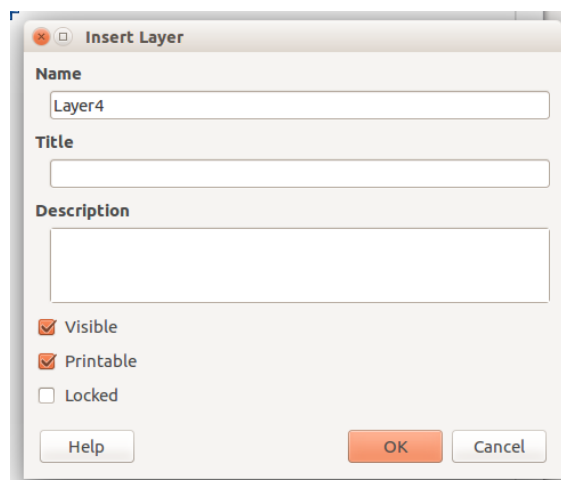 Insert Layer
Name
Layer4
Title
Description
Visible
Printable
Locked
Help OK Cancel